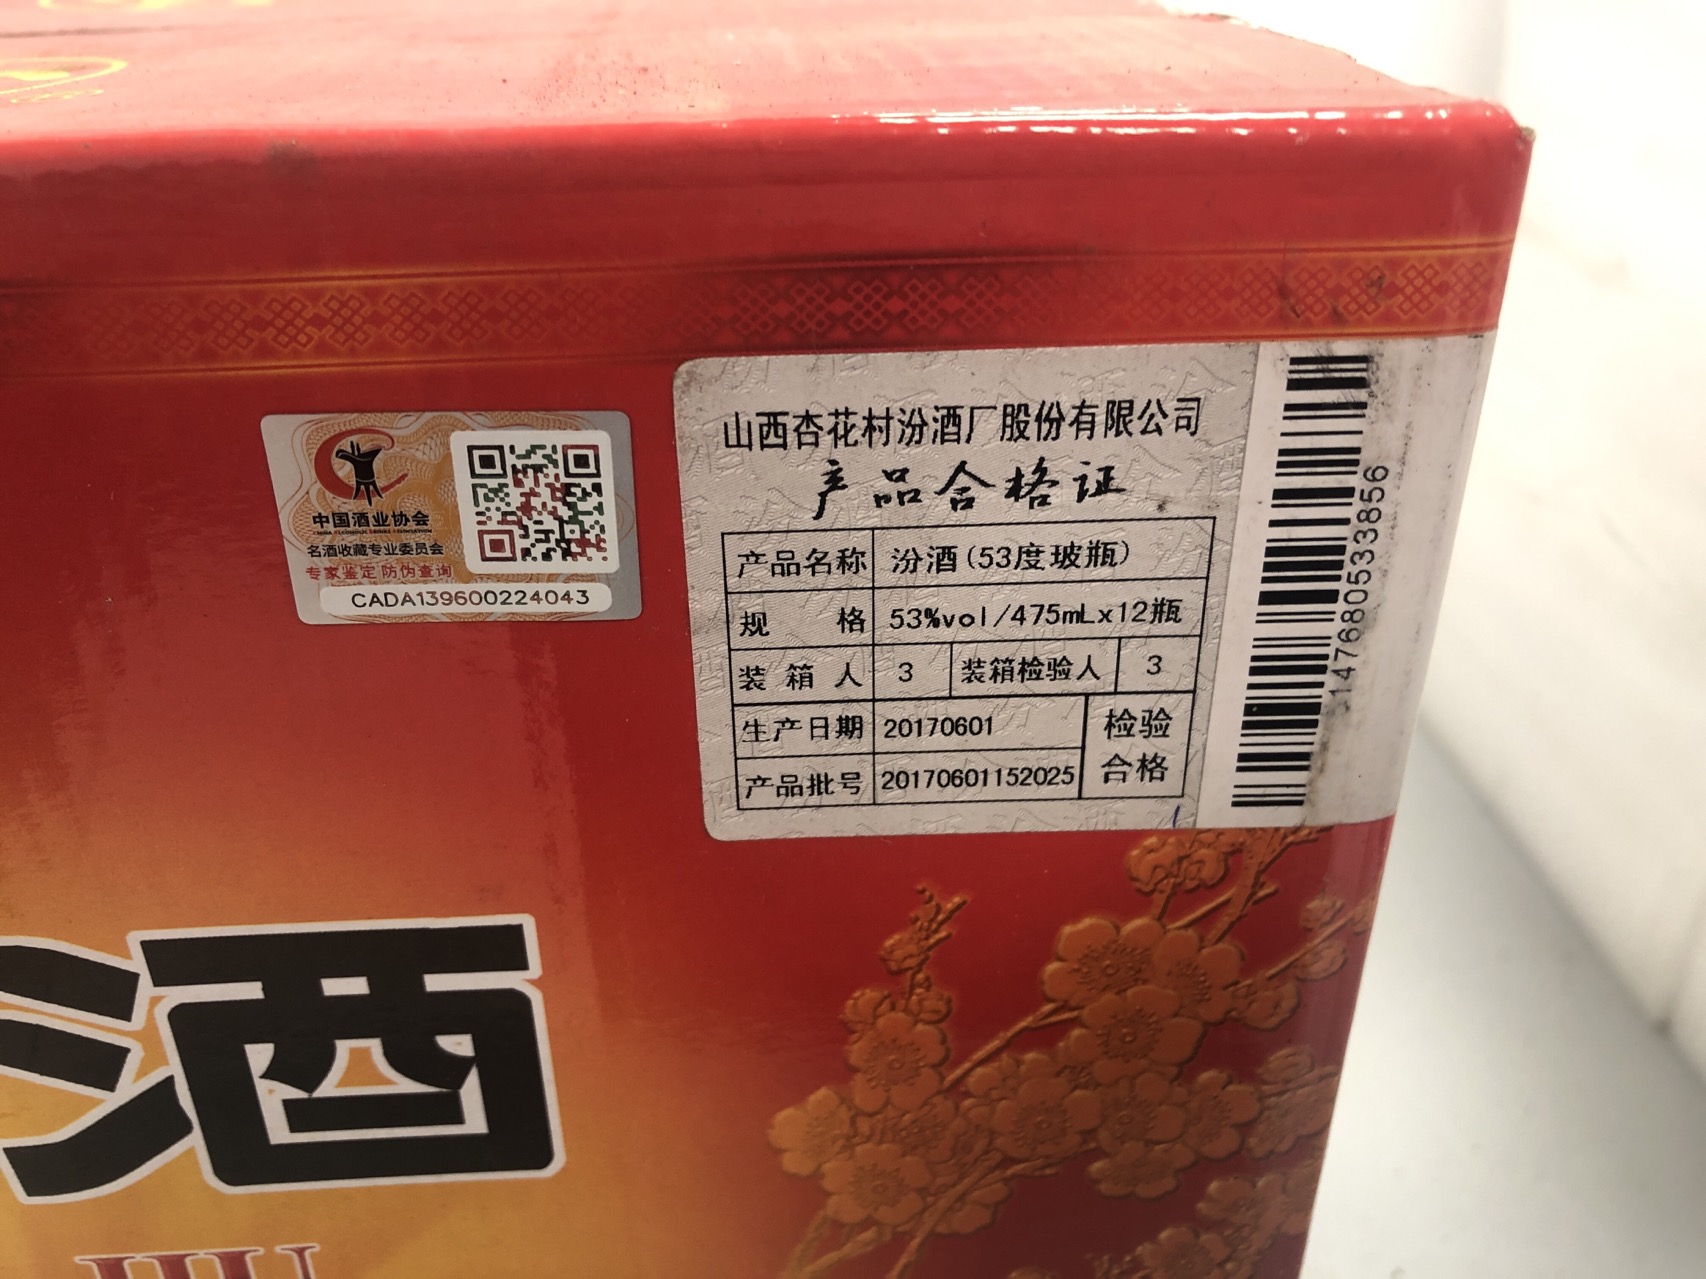 中国酒业协会
CHINA ALCOHOLIC DRINKS ASSOCIATION
名酒收藏专业委员会
专家鉴定防伪查询
CADA139600224043
山西杏花村汾酒厂股份有限公司
产品合格证
产品名称 汾酒(53度玻瓶)
规 格 53%vol/475mLx12瓶
装 箱 人 3 装箱检验人 3
生产日期 20170601 检验
产品批号 20170601152025 合格
酒